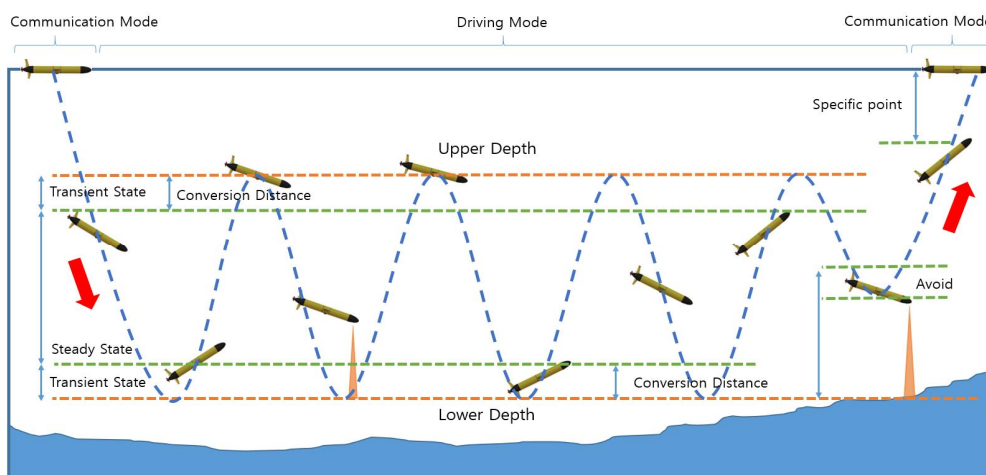 Communication Mode
Driving Mode
Communication Mode
Specific point
Upper Depth
Transient State
Conversion Distance
Avoid
Steady State
Transient State
Conversion Distance
Lower Depth